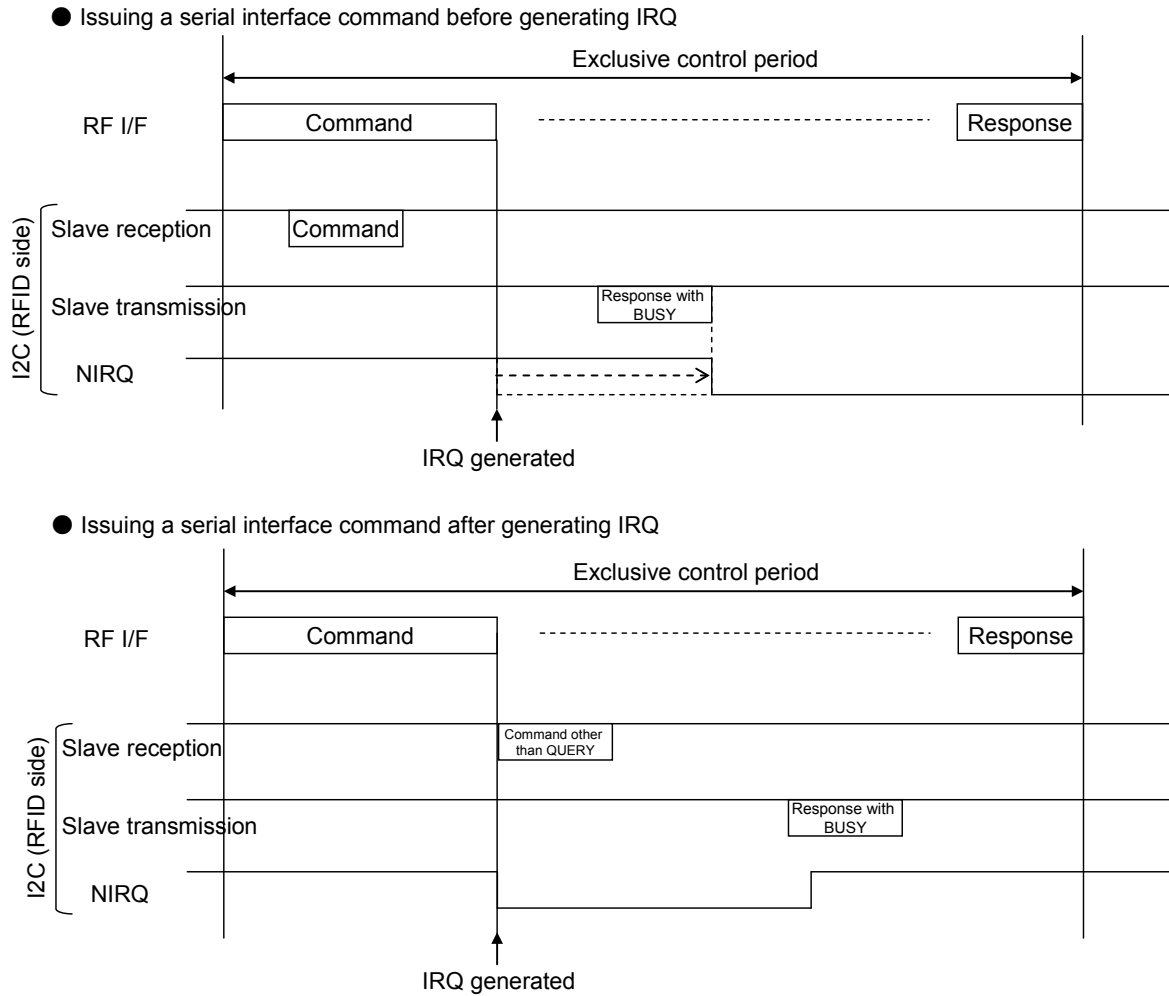 ● Issuing a serial interface command before generating IRQ
Exclusive control period
RF I/F
Command
Response
I2C (RFID side)
Slave reception
Command
Slave transmission
Response with
BUSY
NIRQ
IRQ generated
● Issuing a serial interface command after generating IRQ
Exclusive control period
RF I/F
Command
Response
I2C (RFID side)
Slave reception
Command other
than QUERY
Slave transmission
Response with
BUSY
NIRQ
IRQ generated